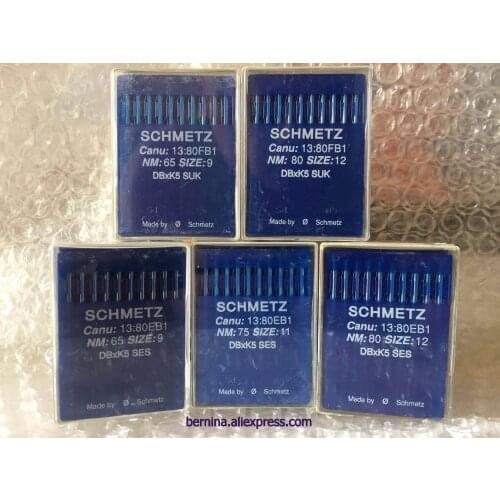 SCHMETZ
Canu: 13:80FB1
NM: 65 SIZE: 9
DBxK5 SUK
Made by Ø Schmetz
SCHMETZ
Canu: 13:80FB1
NM: 80 SIZE: 12
DBxK5 SUK
Made by Ø Schmetz
SCHMETZ
Canu: 13:80EB1
NM: 65 SIZE: 9
DBxK5 SES
Made by Ø Schmetz
SCHMETZ
Canu: 13:80EB1
NM: 75 SIZE: 11
DBxK5 SES
Made by Ø Schmetz
SCHMETZ
Canu: 13:80EB1
NM: 80 SIZE: 12
DBxK5 SES
Made by Ø Schmetz
bernina.aliexpress.com/